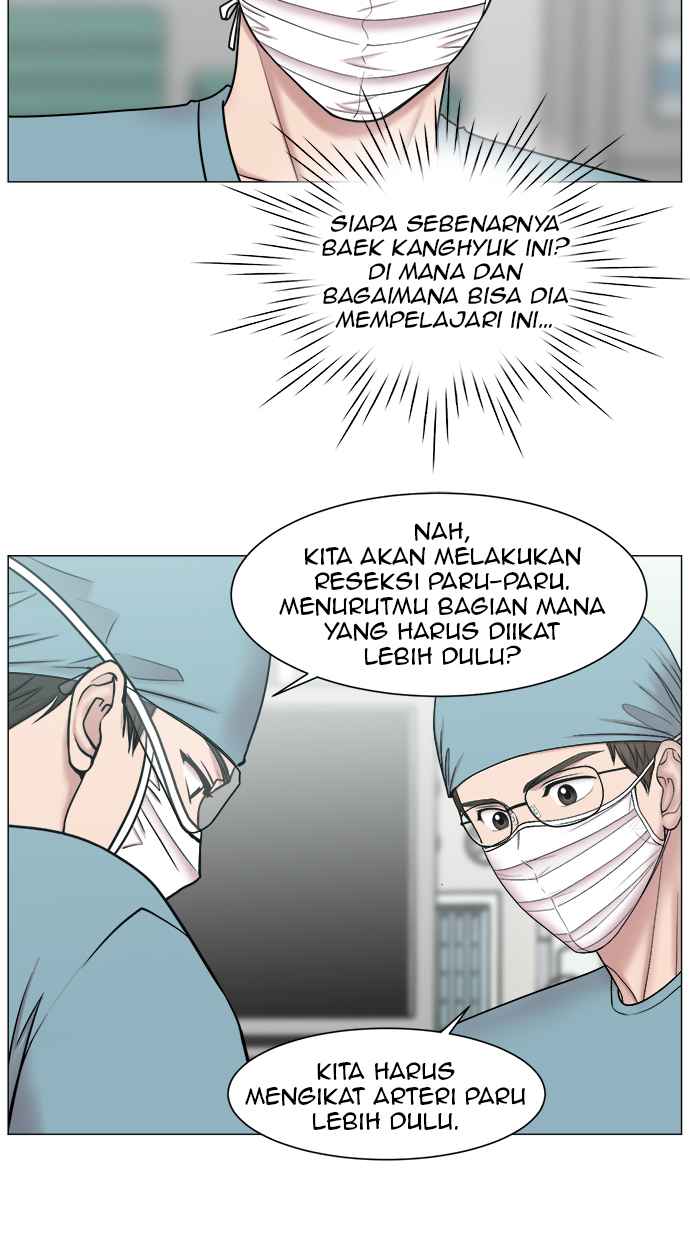 SIAPA SEBENARNYA
BAEK KANGHYUK INI?
DI MANA DAN
BAGAIMANA BISA DIA
MEMPELAJARI INI...
NAH,
KITA AKAN MELAKUKAN
RESEKSI PARU-PARU.
MENURUTMU BAGIAN MANA
YANG HARUS DIIKAT
LEBIH DULU?
KITA HARUS
MENGIKAT ARTERI PARU
LEBIH DULU.